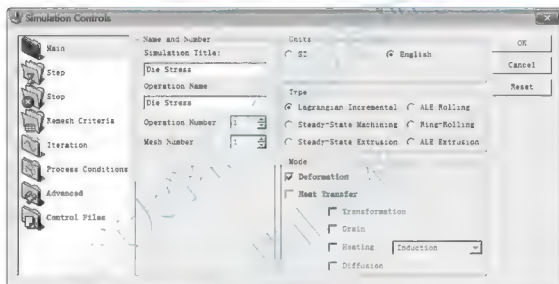 Simulation Controls
Main
Step
Stop
Remesh Criteria
Iteration
Process Conditions
Advanced
Control Files
Name and Number
Simulation Title:
Die Stress
Operation Name
Die Stress
Operation Number 1
Mesh Number 1
Units
SI English
Type
Lagrangian Incremental ALE Rolling
Steady-State Machining Ring-Rolling
Steady-State Extrusion ALE Extrusion
Mode
Deformation
Heat Transfer
Transformation
Grain
Heating Induction
Diffusion
OK
Cancel
Reset